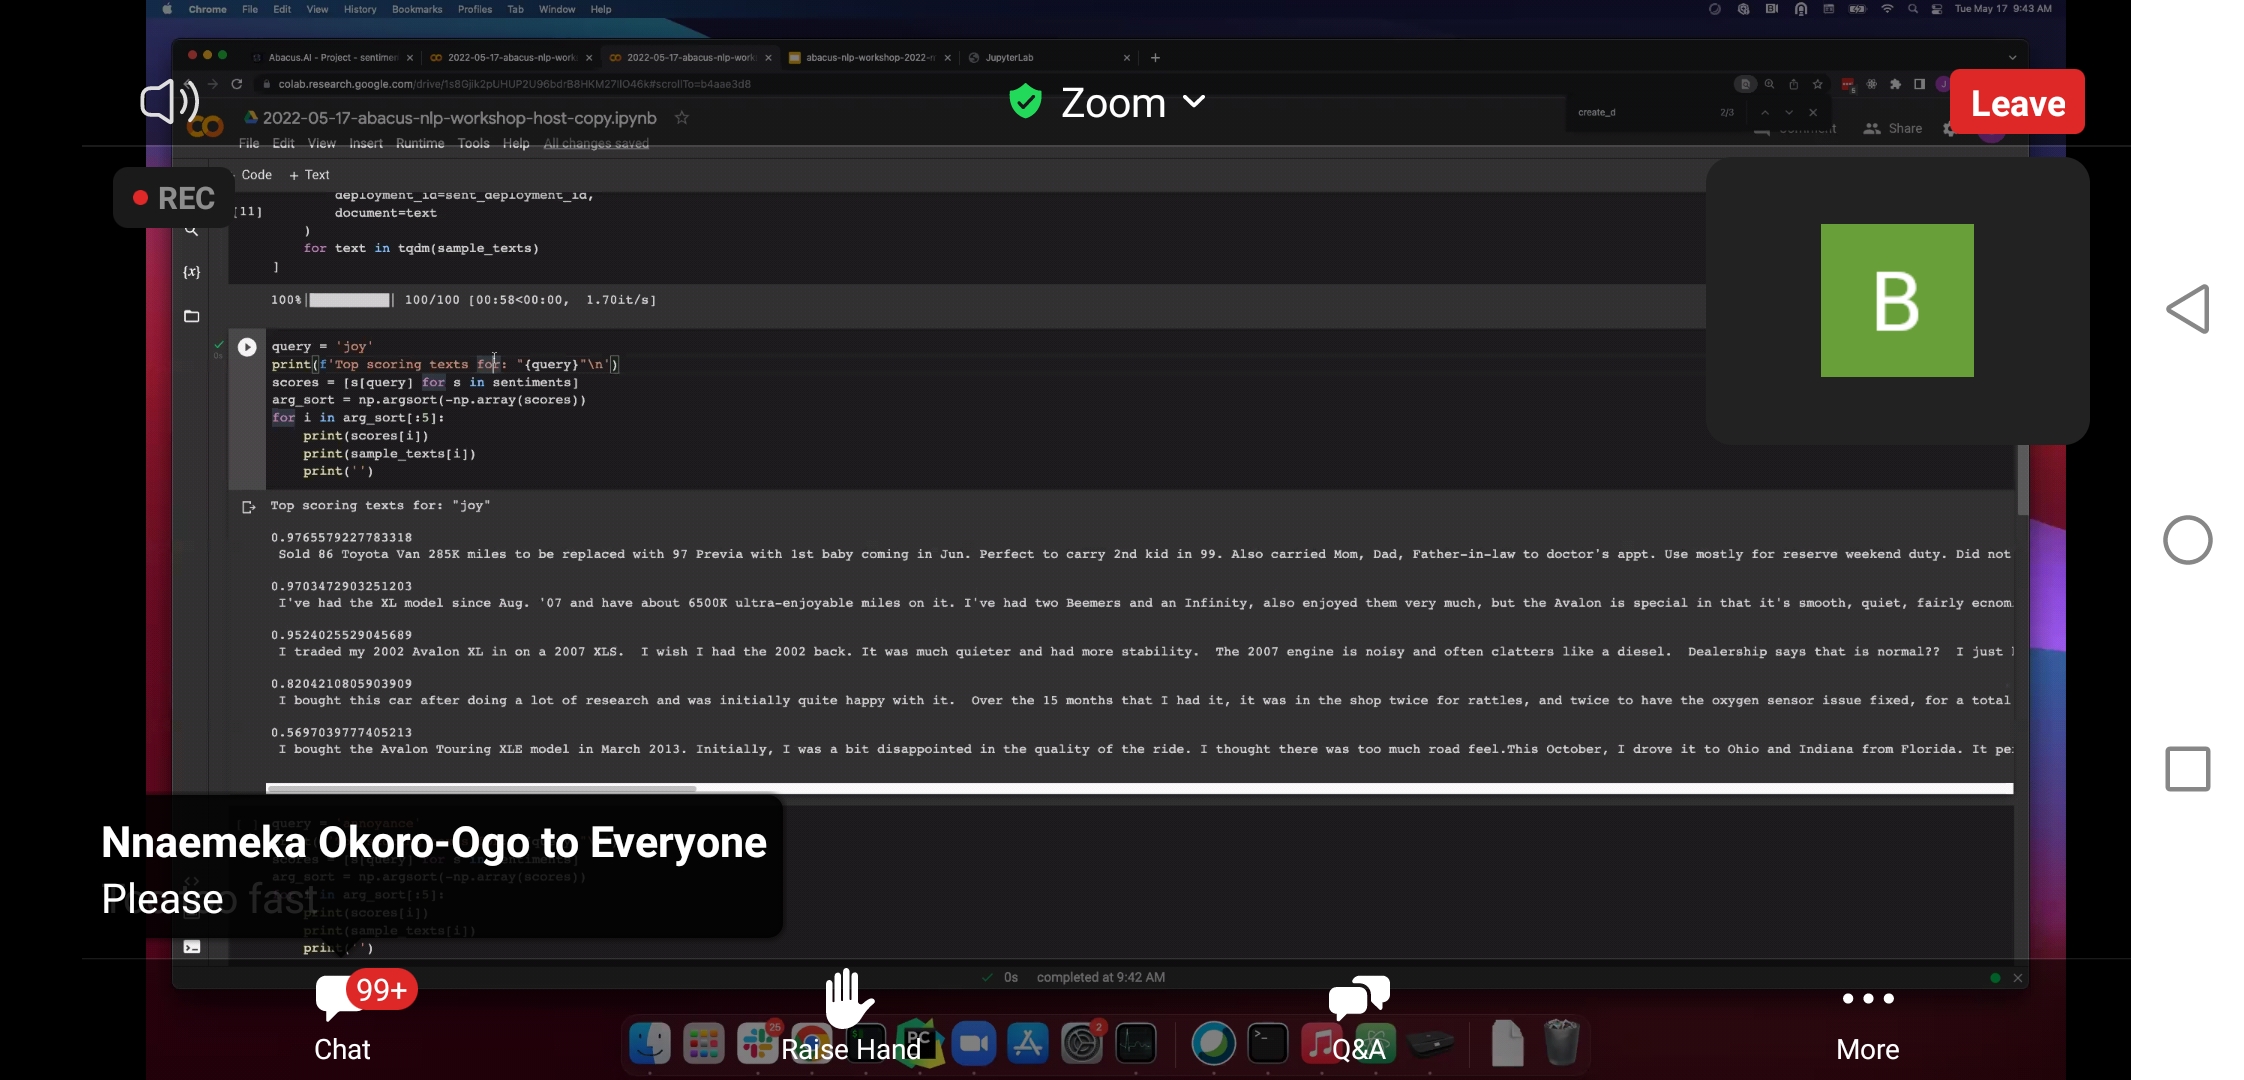 Chrome File Edit View History Bookmarks Profiles Tab Window Help
Tue May 17 9:43 AM
Abacus.AI - Project - sentimen
2022-05-17-abacus-nlp-work
2022-05-17-abacus-nlp-work
abacus-nlp-workshop-2022-
JupyterLab
colab.research.google.com/drive/
Zoom
Leave
create_d
2/3
2022-05-17-abacus-nlp-workshop-host-copy.ipynb
Share
File Edit View Insert Runtime Tools Help All changes saved
REC
Code + Text
deployment_id=sent_deployment_id,
[11]
document=text
)
for text in tqdm(sample_texts)
]
{x}
100%| | 100/100 [00:58<00:00, 1.70it/s]
B
query = 'joy'
print(f'Top scoring texts for: "{query}"\n')
scores = [s[query] for s in sentiments]
arg_sort = np.argsort(-np.array(scores))
for i in arg_sort[:5]:
print(scores[i])
print(sample_texts[i])
print('')
Top scoring texts for: "joy"
0.9765579227783318
Sold 86 Toyota Van 285K miles to be replaced with 97 Previa with 1st baby coming in Jun. Perfect to carry 2nd kid in 99. Also carried Mom, Dad, Father-in-law to doctor's appt. Use mostly for reserve weekend duty. Did not
0.9703472903251203
I've had the XL model since Aug. '07 and have about 6500K ultra-enjoyable miles on it. I've had two Beemers and an Infinity, also enjoyed them very much, but the Avalon is special in that it's smooth, quiet, fairly ecnom
0.9524025529045689
I traded my 2002 Avalon XL in on a 2007 XLS. I wish I had the 2002 back. It was much quieter and had more stability. The 2007 engine is noisy and often clatters like a diesel. Dealership says that is normal?? I just
0.8204210805903909
I bought this car after doing a lot of research and was initially quite happy with it. Over the 15 months that I had it, it was in the shop twice for rattles, and twice to have the oxygen sensor issue fixed, for a total
0.5697039777405213
I bought the Avalon Touring XLE model in March 2013. Initially, I was a bit disappointed in the quality of the ride. I thought there was too much road feel.This October, I drove it to Ohio and Indiana from Florida. It pe
Nnaemeka Okoro-Ogo to Everyone
Please
arg_sort = np.argsort(-np.array(scores))
in arg_sort[:5]:
print(scores[i])
print(sample_texts[i])
0s completed at 9:42 AM
99+
Chat
Raise Hand
Q&A
More
25
2
PC